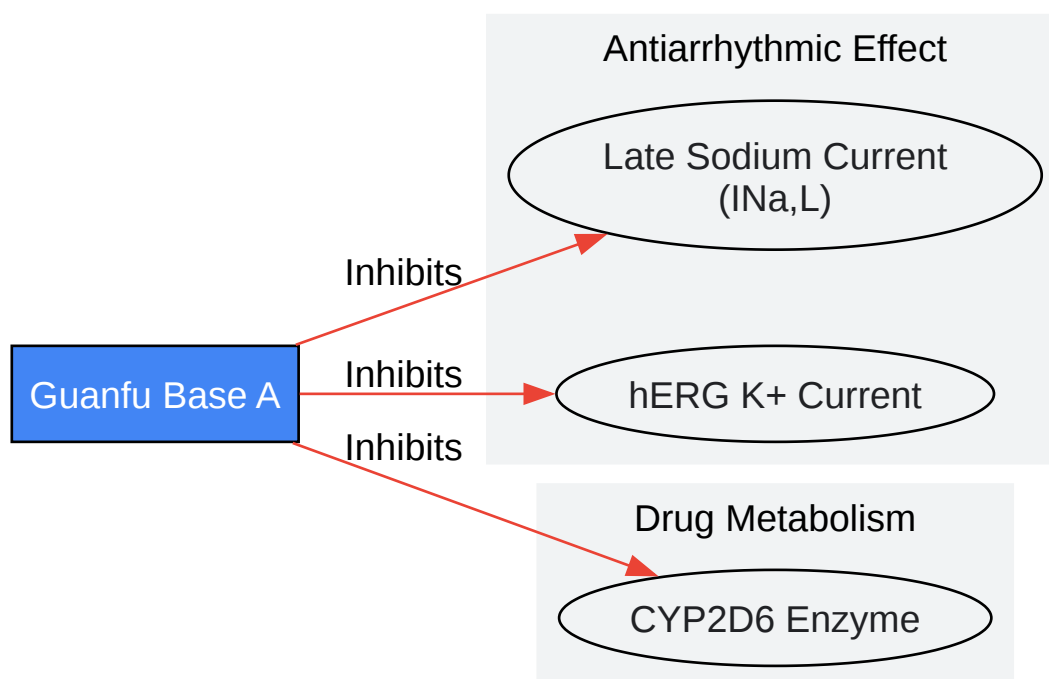 Antiarrhythmic Effect
Late Sodium Current
(INa,L)
Inhibits
Guanfu Base A
Inhibits
hERG K+ Current
Inhibits
Drug Metabolism
CYP2D6 Enzyme